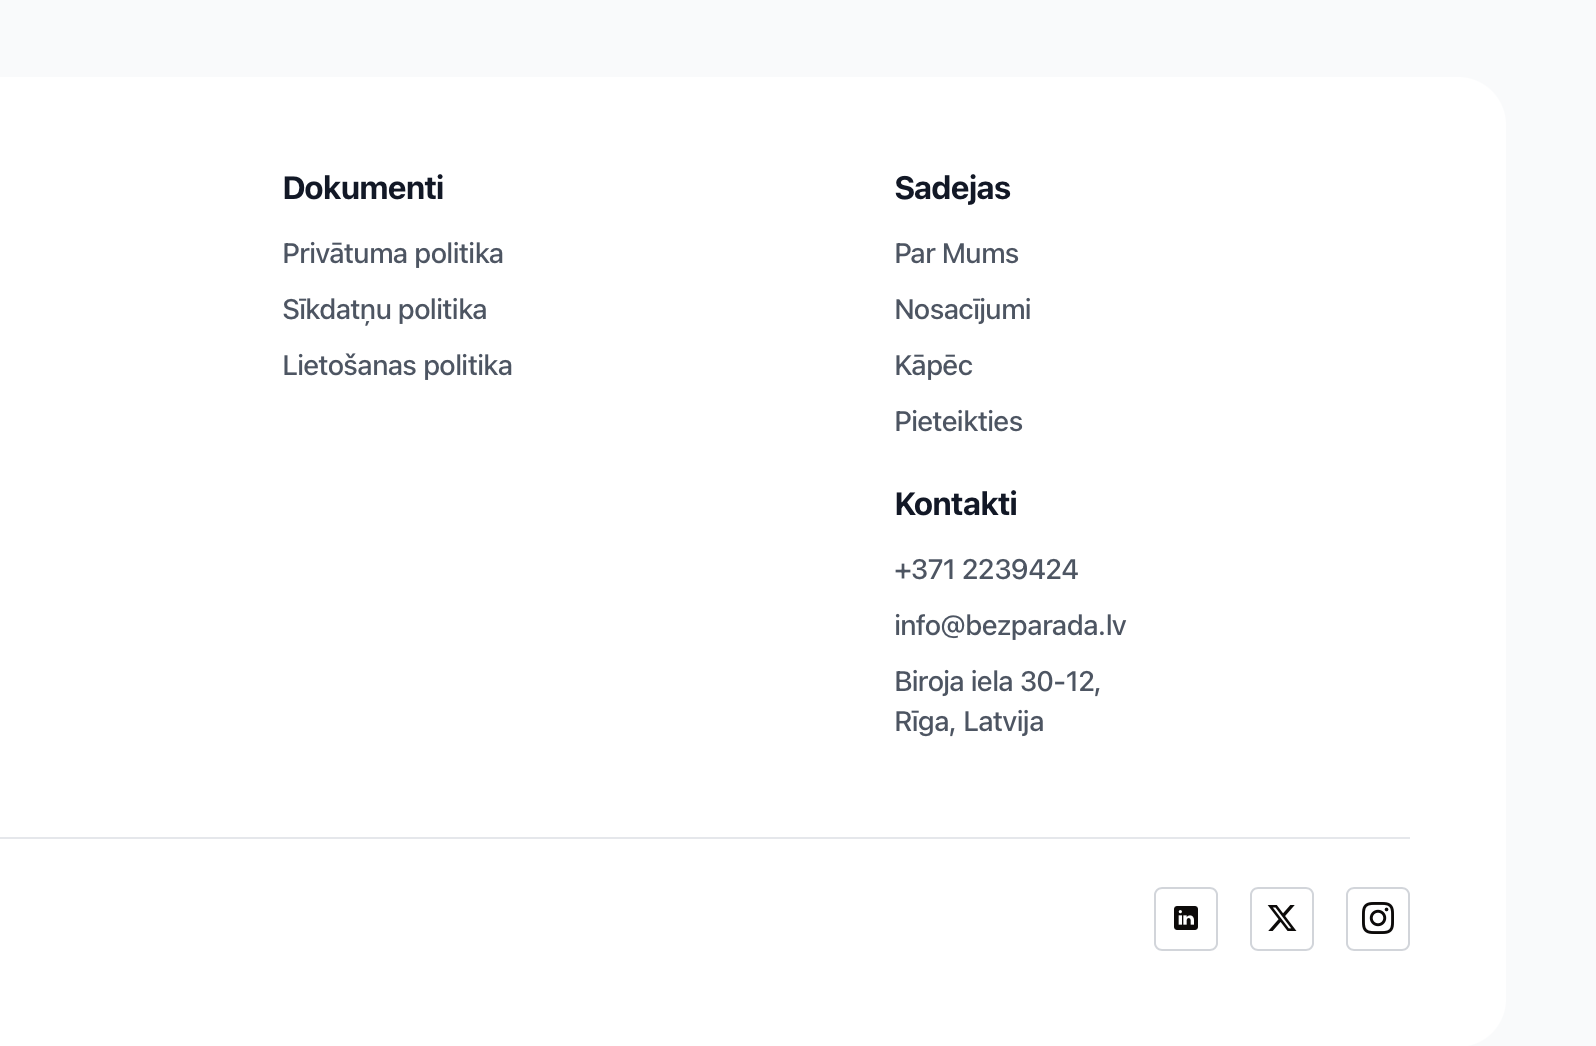 Dokumenti
Privātuma politika
Sīkdatņu politika
Lietošanas politika
Sadejas
Par Mums
Nosacījumi
Kāpēc
Pieteikties
Kontakti
+371 2239424
info@bezparada.lv
Biroja iela 30-12,
Rīga, Latvija
in